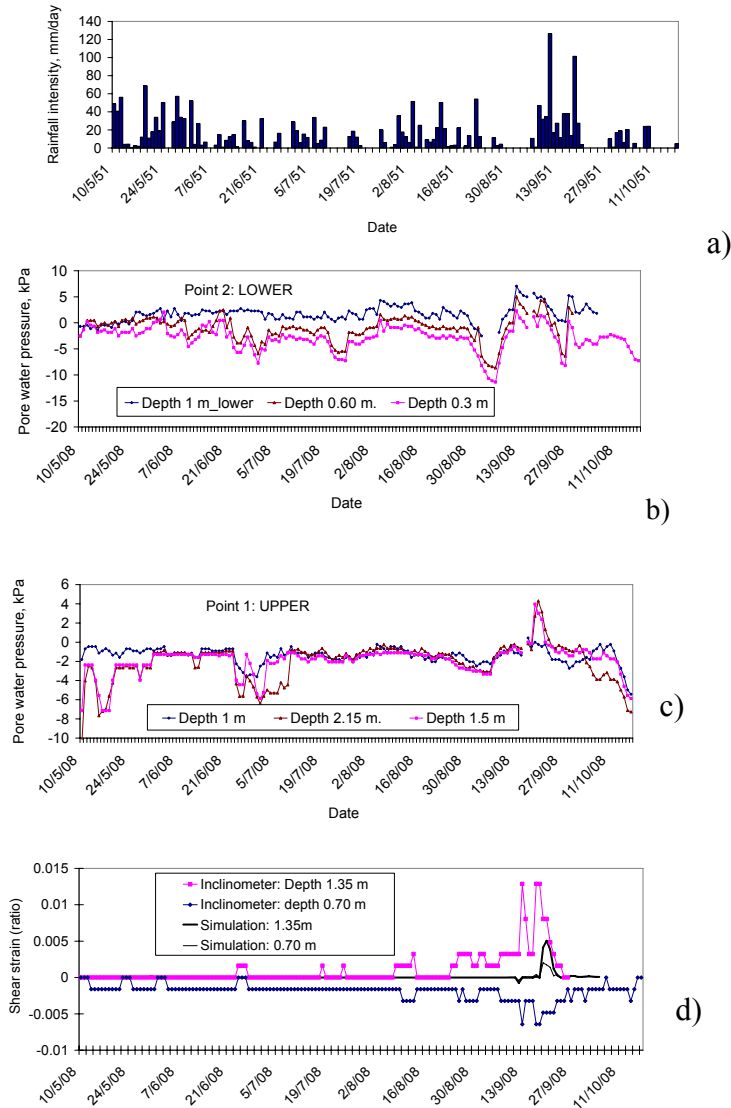 Rainfall intensity, mm/day
140
120
100
80
60
40
20
0
10/5/51 24/5/51 7/6/51 21/6/51 5/7/51 19/7/51 2/8/51 16/8/51 30/8/51 13/9/51 27/9/51 11/10/51
Date
a)
Pore water pressure, kPa
10
5
0
-5
-10
-15
-20
Point 2: LOWER
Depth 1 m_lower Depth 0.60 m. Depth 0.3 m
10/5/08 24/5/08 7/6/08 21/6/08 5/7/08 19/7/08 2/8/08 16/8/08 30/8/08 13/9/08 27/9/08 11/10/08
Date
b)
Pore water pressure, kPa
6
4
2
0
-2
-4
-6
-8
-10
Point 1: UPPER
Depth 1 m Depth 2.15 m. Depth 1.5 m
10/5/08 24/5/08 7/6/08 21/6/08 5/7/08 19/7/08 2/8/08 16/8/08 30/8/08 13/9/08 27/9/08 11/10/08
Date
c)
Shear strain (ratio)
0.015
0.01
0.005
0
-0.005
-0.01
Inclinometer: Depth 1.35 m
Inclinometer: depth 0.70 m
Simulation: 1.35m
Simulation: 0.70 m
10/5/08 24/5/08 7/6/08 21/6/08 5/7/08 19/7/08 2/8/08 16/8/08 30/8/08 13/9/08 27/9/08 11/10/08
d)